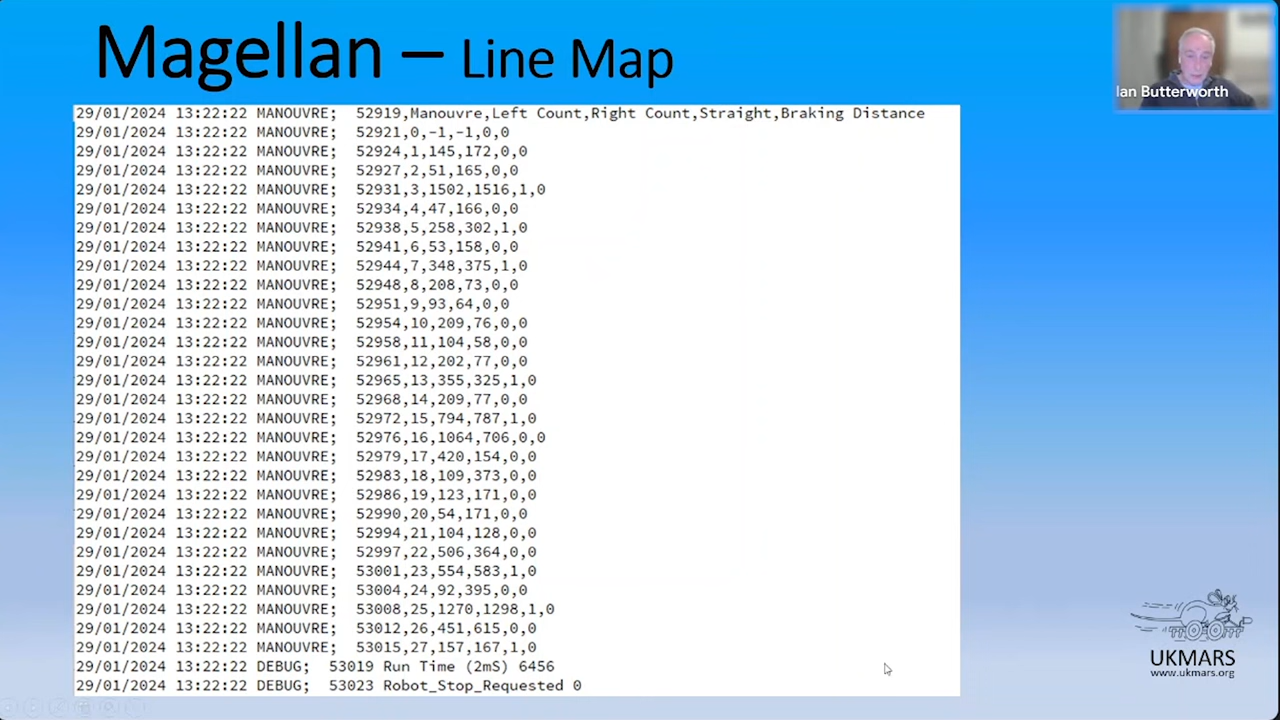 Magellan – Line Map
Ian Butterworth
29/01/2024 13:22:22 MANOUVRE;  52919,Manouvre,Left Count,Right Count,Straight,Braking Distance
29/01/2024 13:22:22 MANOUVRE;  52921,0,-1,-1,0,0
29/01/2024 13:22:22 MANOUVRE;  52924,1,145,172,0,0
29/01/2024 13:22:22 MANOUVRE;  52927,2,51,165,0,0
29/01/2024 13:22:22 MANOUVRE;  52931,3,1502,1516,1,0
29/01/2024 13:22:22 MANOUVRE;  52934,4,47,166,0,0
29/01/2024 13:22:22 MANOUVRE;  52938,5,258,302,1,0
29/01/2024 13:22:22 MANOUVRE;  52941,6,53,158,0,0
29/01/2024 13:22:22 MANOUVRE;  52944,7,348,375,1,0
29/01/2024 13:22:22 MANOUVRE;  52948,8,208,73,0,0
29/01/2024 13:22:22 MANOUVRE;  52951,9,93,64,0,0
29/01/2024 13:22:22 MANOUVRE;  52954,10,209,76,0,0
29/01/2024 13:22:22 MANOUVRE;  52958,11,104,58,0,0
29/01/2024 13:22:22 MANOUVRE;  52961,12,202,77,0,0
29/01/2024 13:22:22 MANOUVRE;  52965,13,355,325,1,0
29/01/2024 13:22:22 MANOUVRE;  52968,14,209,77,0,0
29/01/2024 13:22:22 MANOUVRE;  52972,15,794,787,1,0
29/01/2024 13:22:22 MANOUVRE;  52976,16,1064,706,0,0
29/01/2024 13:22:22 MANOUVRE;  52979,17,420,154,0,0
29/01/2024 13:22:22 MANOUVRE;  52983,18,109,373,0,0
29/01/2024 13:22:22 MANOUVRE;  52986,19,123,171,0,0
29/01/2024 13:22:22 MANOUVRE;  52990,20,54,171,0,0
29/01/2024 13:22:22 MANOUVRE;  52994,21,104,128,0,0
29/01/2024 13:22:22 MANOUVRE;  52997,22,506,364,0,0
29/01/2024 13:22:22 MANOUVRE;  53001,23,554,583,1,0
29/01/2024 13:22:22 MANOUVRE;  53004,24,92,395,0,0
29/01/2024 13:22:22 MANOUVRE;  53008,25,1270,1298,1,0
29/01/2024 13:22:22 MANOUVRE;  53012,26,451,615,0,0
29/01/2024 13:22:22 MANOUVRE;  53015,27,157,167,1,0
29/01/2024 13:22:22 DEBUG;  53019 Run Time (2mS) 6456
29/01/2024 13:22:22 DEBUG;  53023 Robot_Stop_Requested 0
UKMARS
www.ukmars.org